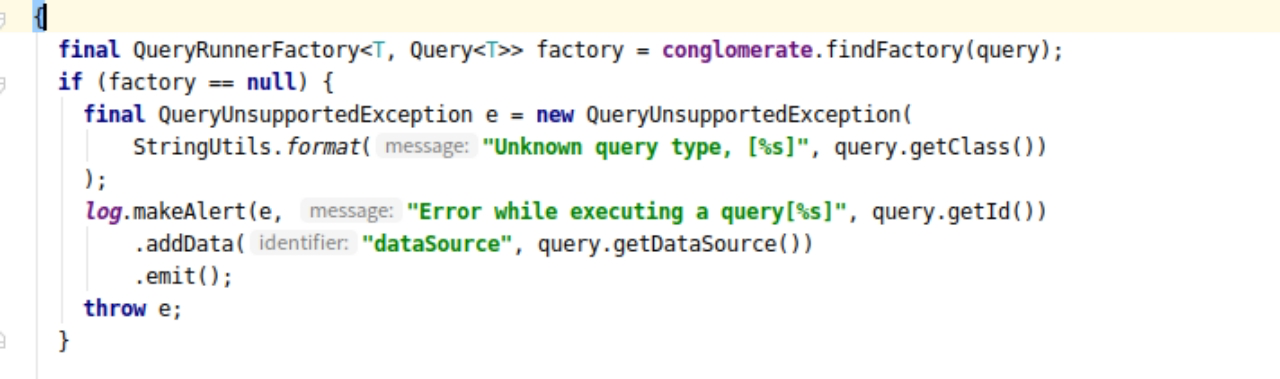 {
final QueryRunnerFactory<T, Query<T>> factory = conglomerate.findFactory(query);
if (factory == null) {
final QueryUnsupportedException e = new QueryUnsupportedException(
StringUtils.format( message: "Unknown query type, [%s]", query.getClass())
);
log.makeAlert(e, message: "Error while executing a query[%s]", query.getId())
.addData( identifier: "dataSource", query.getDataSource())
.emit();
throw e;
}